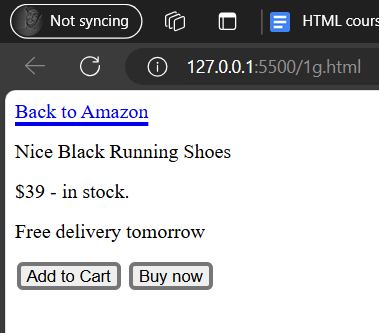 Not syncing
HTML cours
127.0.0.1:5500/1g.html
Back to Amazon
Nice Black Running Shoes
$39 - in stock.
Free delivery tomorrow
Add to Cart Buy now